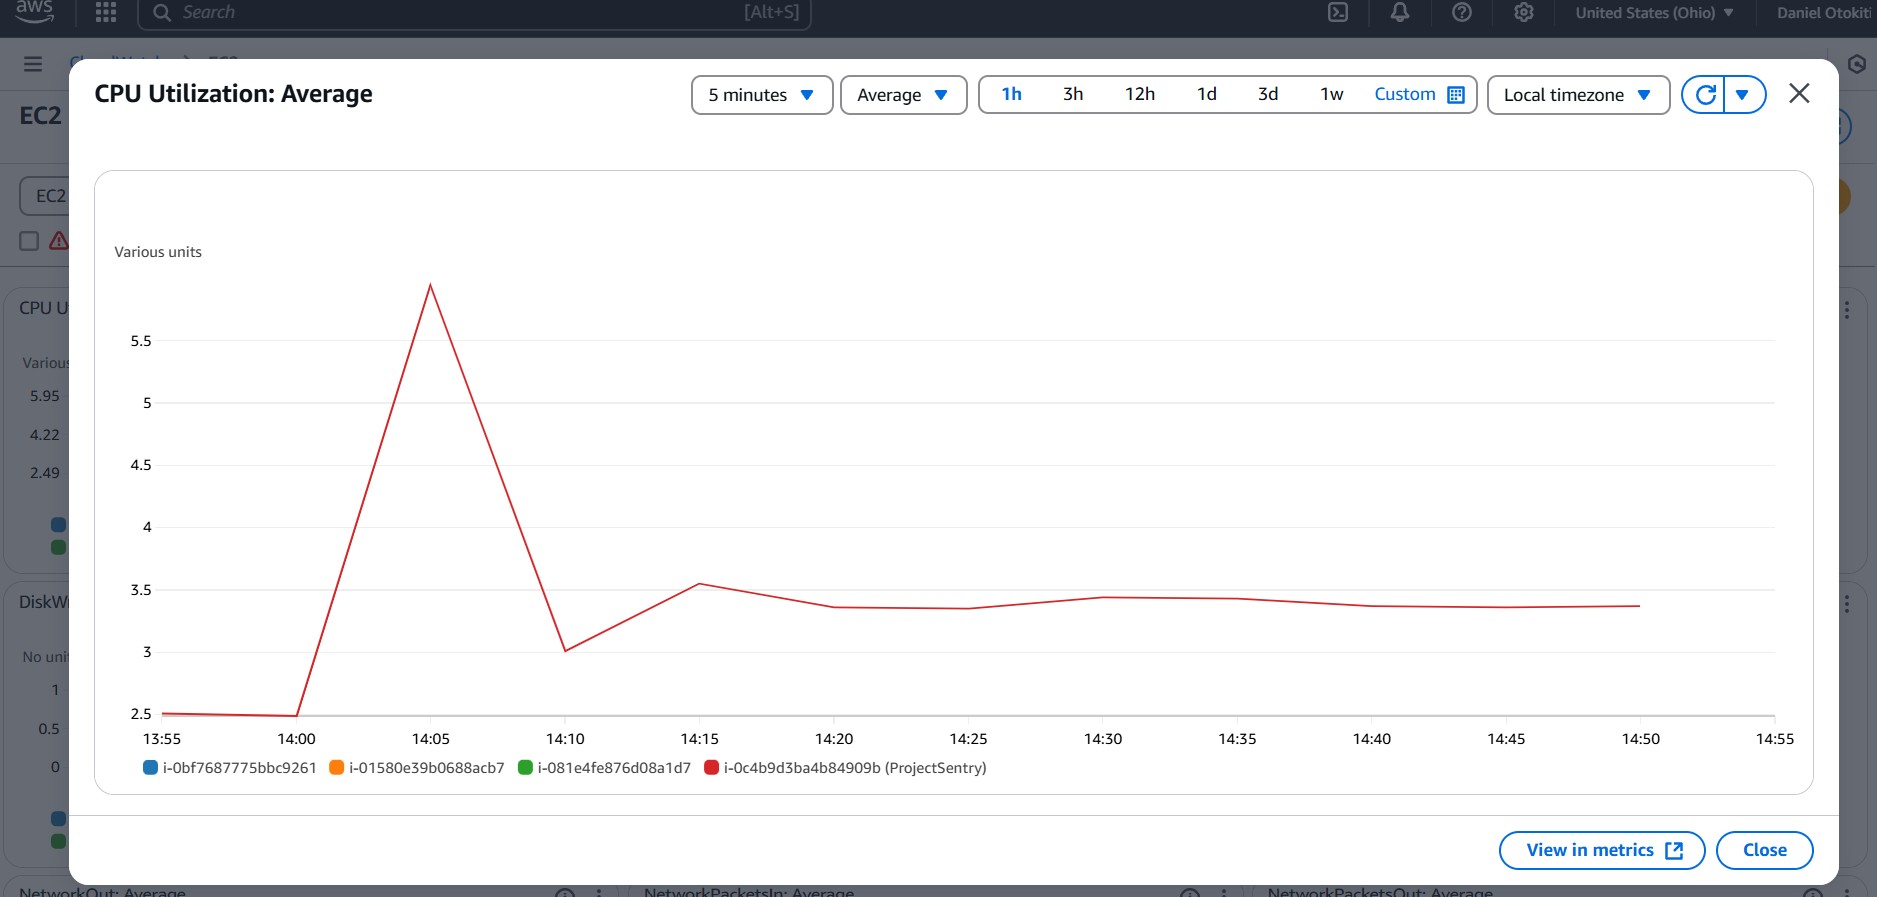 aws
Search [Alt+S] United States (Ohio) Daniel Otokiti
EC2
EC2
CPU Utilization: Average
5 minutes Average 1h 3h 12h 1d 3d 1w Custom Local timezone
Various units
5.5
5
4.5
4
3.5
3
2.5
13:55 14:00 14:05 14:10 14:15 14:20 14:25 14:30 14:35 14:40 14:45 14:50 14:55
i-0bf7687775bbc9261 i-01580e39b0688acb7 i-081e4fe876d08a1d7 i-0c4b9d3ba4b84909b (ProjectSentry)
CPU U
Various
5.95
4.22
2.49
DiskWr
No unit
1
0.5
0
View in metrics Close
NetworkOut: Average NetworkPacketsIn: Average NetworkPacketsOut: Average